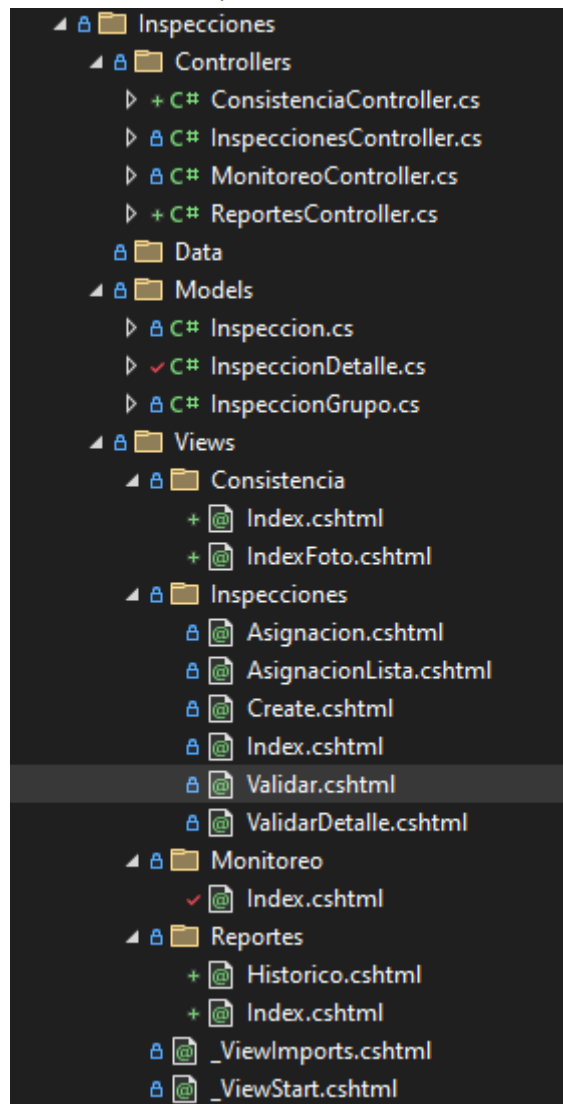 Inspecciones
Controllers
+ C# ConsistenciaController.cs
C# InspeccionesController.cs
C# MonitoreoController.cs
+ C# ReportesController.cs
Data
Models
C# Inspeccion.cs
C# InspeccionDetalle.cs
C# InspeccionGrupo.cs
Views
Consistencia
+ @ Index.cshtml
+ @ IndexFoto.cshtml
Inspecciones
@ Asignacion.cshtml
@ AsignacionLista.cshtml
@ Create.cshtml
@ Index.cshtml
@ Validar.cshtml
@ ValidarDetalle.cshtml
Monitoreo
@ Index.cshtml
Reportes
+ @ Historico.cshtml
+ @ Index.cshtml
@ _ViewImports.cshtml
@ _ViewStart.cshtml